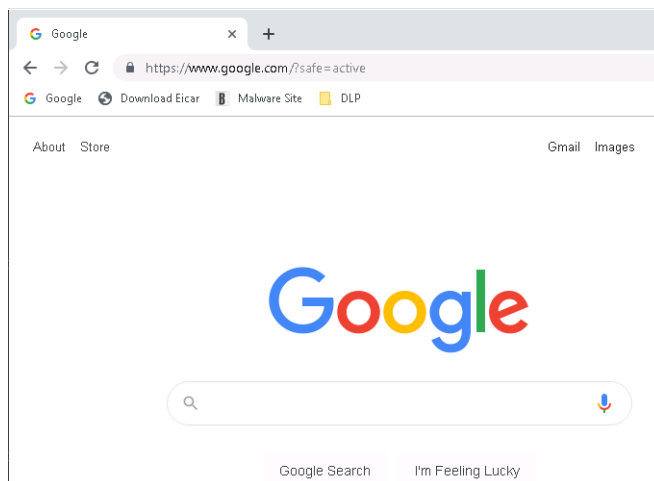 Google
https://www.google.com/?safe=active
Google Download Eicar Malware Site DLP
About Store Gmail Images
Google
Google Search I'm Feeling Lucky